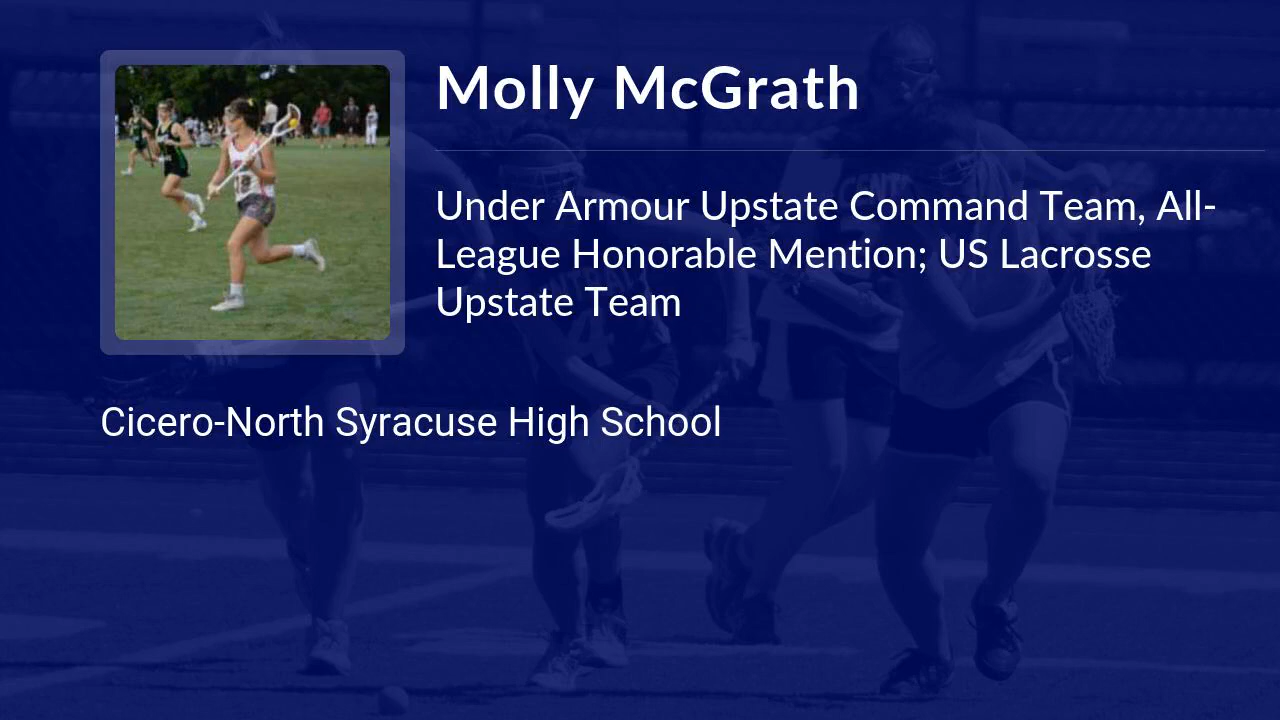 Molly McGrath
Under Armour Upstate Command Team, All-
League Honorable Mention; US Lacrosse
Upstate Team
Cicero-North Syracuse High School